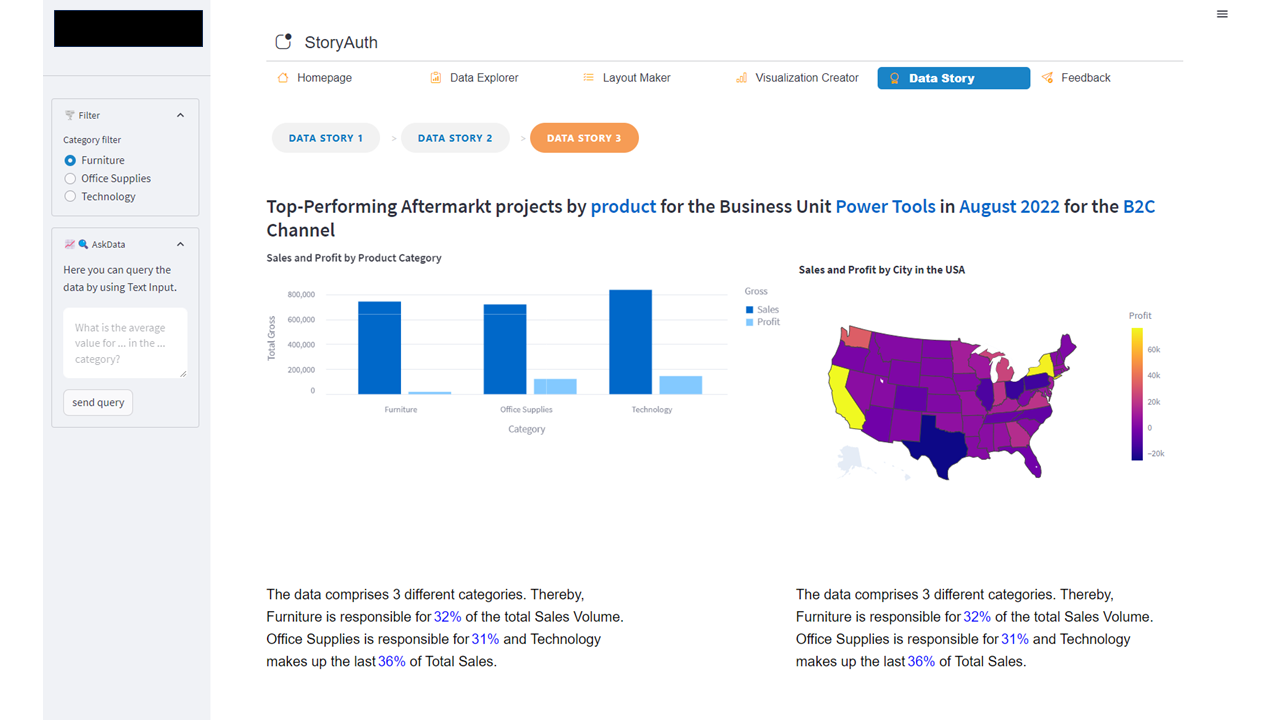 StoryAuth
Homepage
Data Explorer
Layout Maker
Visualization Creator
Data Story
Feedback
Filter
Category filter
Furniture
Office Supplies
Technology
AskData
Here you can query the
data by using Text Input.
What is the average
value for ... in the ...
category?
send query
DATA STORY 1
>
DATA STORY 2
>
DATA STORY 3
Top-Performing Aftermarkt projects by product for the Business Unit Power Tools in August 2022 for the B2C
Channel
Sales and Profit by Product Category
Total Gross
800,000
600,000
400,000
200,000
0
Furniture
Office Supplies
Technology
Category
Gross
Sales
Profit
Sales and Profit by City in the USA
Profit
60k
40k
20k
0
−20k
The data comprises 3 different categories. Thereby,
Furniture is responsible for 32% of the total Sales Volume.
Office Supplies is responsible for 31% and Technology
makes up the last 36% of Total Sales.
The data comprises 3 different categories. Thereby,
Furniture is responsible for 32% of the total Sales Volume.
Office Supplies is responsible for 31% and Technology
makes up the last 36% of Total Sales.